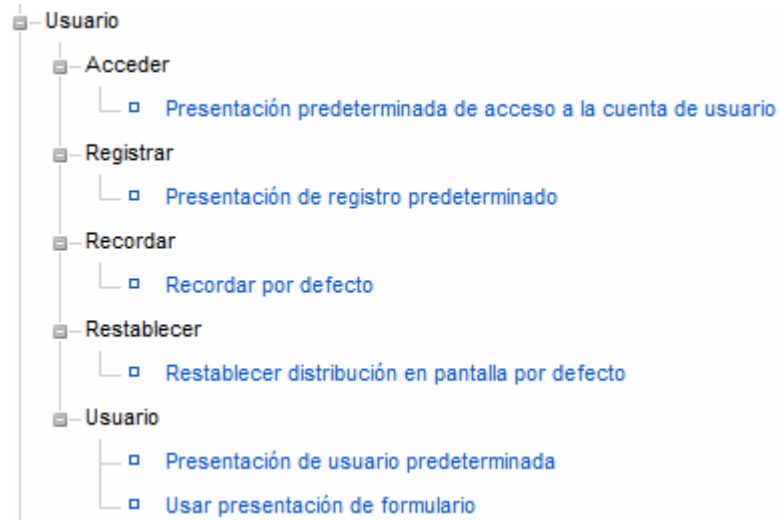 Usuario
Acceder
Presentación predeterminada de acceso a la cuenta de usuario
Registrar
Presentación de registro predeterminado
Recordar
Recordar por defecto
Restablecer
Restablecer distribución en pantalla por defecto
Usuario
Presentación de usuario predeterminada
Usar presentación de formulario